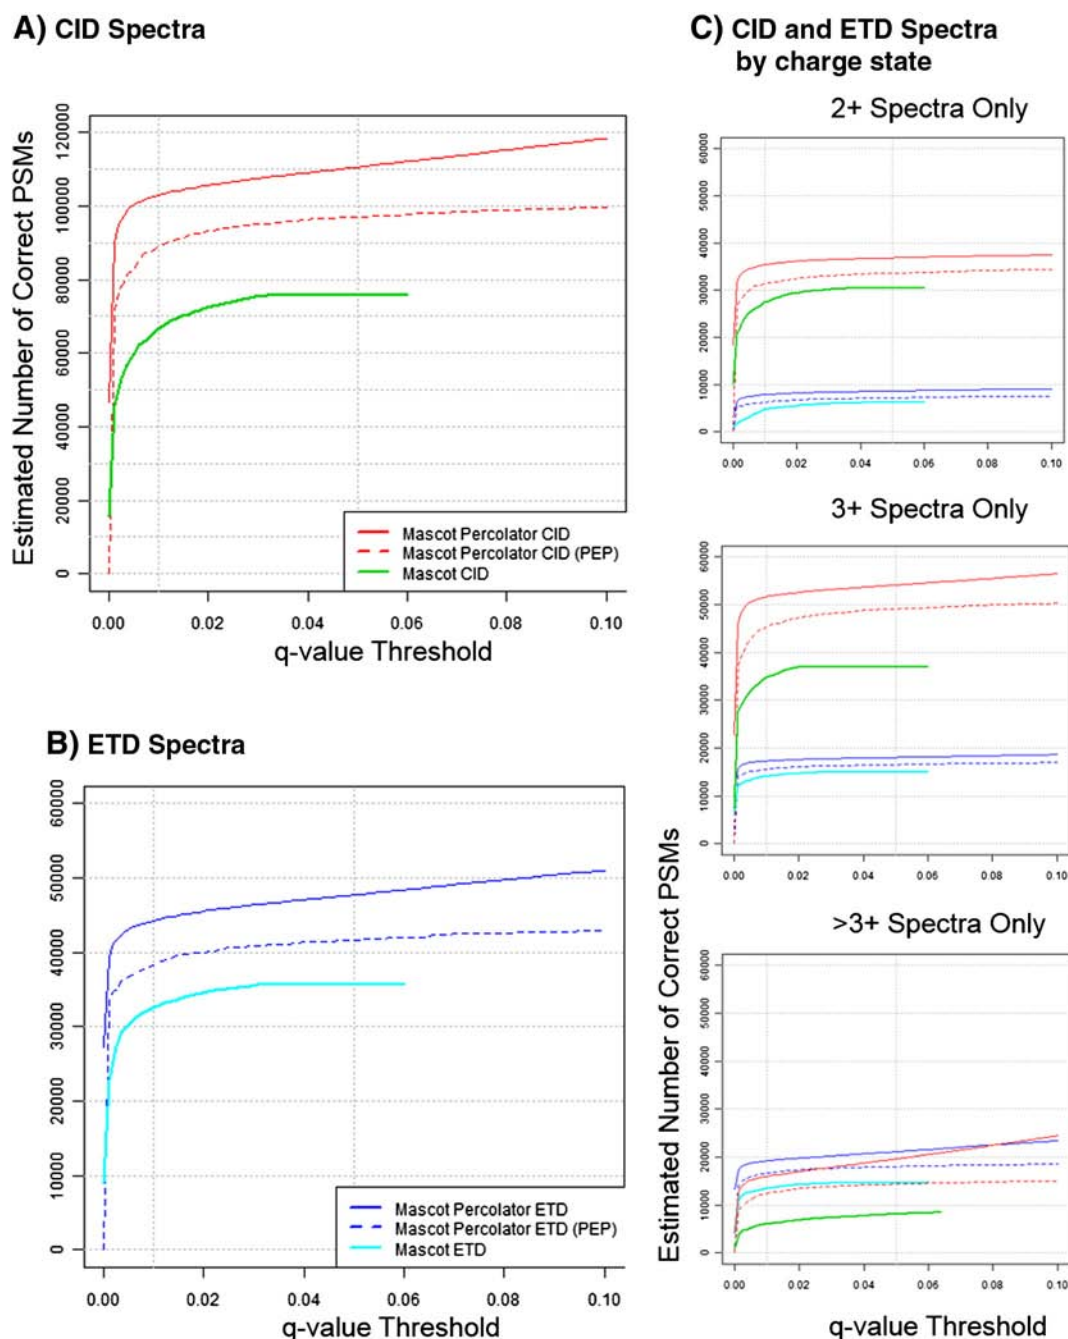 A) CID Spectra
Estimated Number of Correct PSMs
120000
100000
80000
60000
40000
20000
0
Mascot Percolator CID
Mascot Percolator CID (PEP)
Mascot CID
0.00 0.02 0.04 0.06 0.08 0.10
q-value Threshold
B) ETD Spectra
60000
50000
40000
30000
20000
10000
0
Mascot Percolator ETD
Mascot Percolator ETD (PEP)
Mascot ETD
0.00 0.02 0.04 0.06 0.08 0.10
q-value Threshold
C) CID and ETD Spectra
by charge state
2+ Spectra Only
60000
50000
40000
30000
20000
10000
0
0.00 0.02 0.04 0.06 0.08 0.10
3+ Spectra Only
60000
50000
40000
30000
20000
10000
0
0.00 0.02 0.04 0.06 0.08 0.10
Estimated Number of Correct PSMs
>3+ Spectra Only
60000
50000
40000
30000
20000
10000
0
0.00 0.02 0.04 0.06 0.08 0.10
q-value Threshold